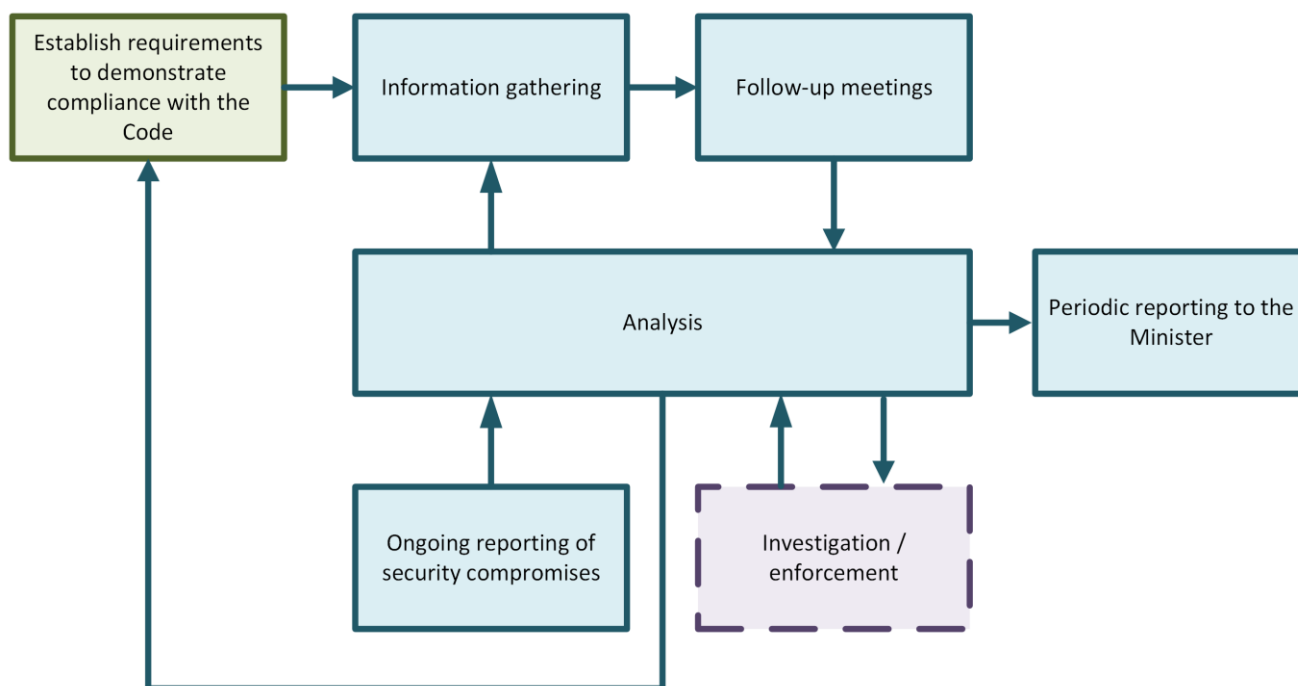 Establish requirements
to demonstrate
compliance with the
Code
Information gathering
Follow-up meetings
Analysis
Periodic reporting to the
Minister
Ongoing reporting of
security compromises
Investigation /
enforcement